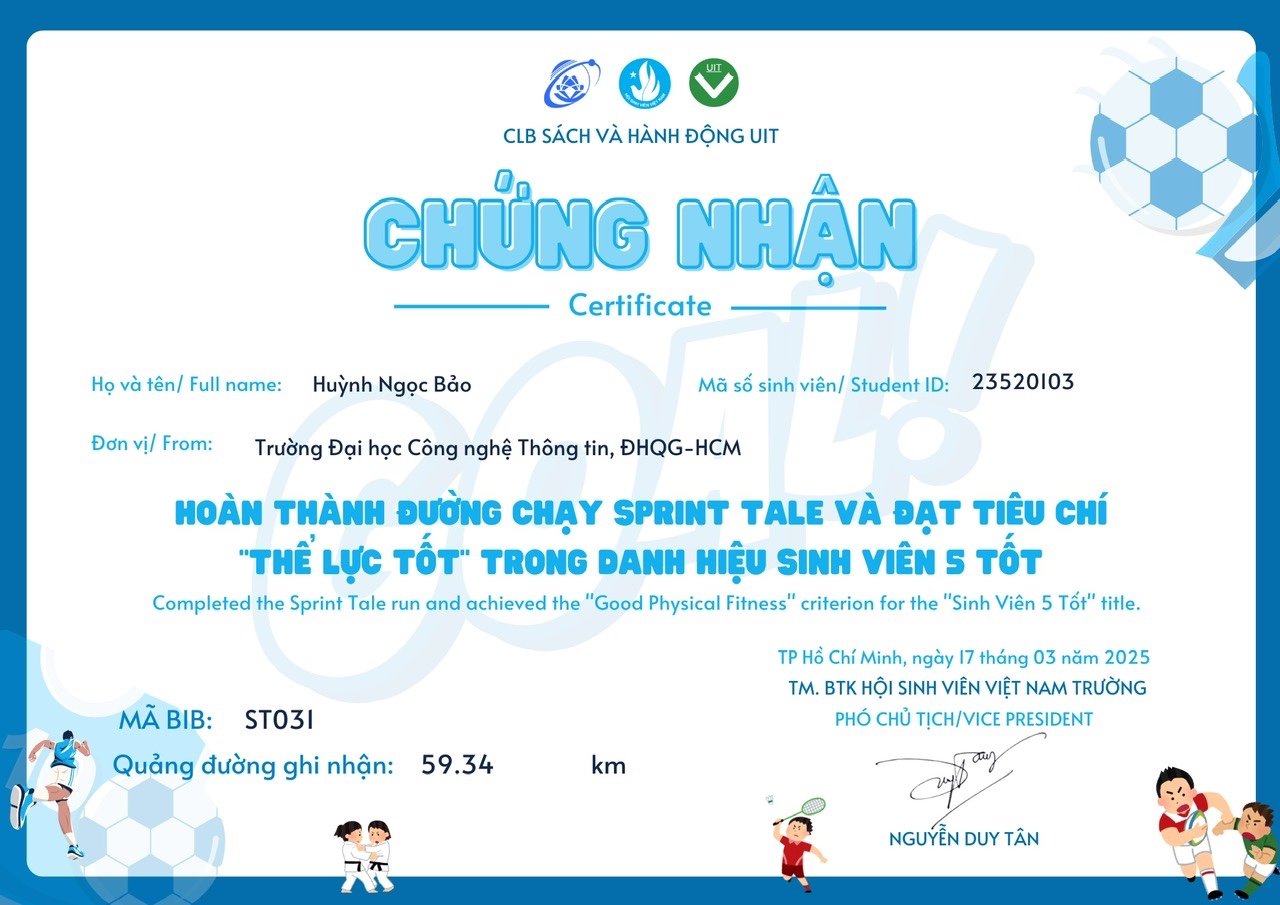 UIT
HỘI SINH VIÊN VIỆT NAM
CLB SÁCH VÀ HÀNH ĐỘNG UIT
CHỨNG NHẬN
Certificate
GOAL!
Họ và tên/ Full name: Huỳnh Ngọc Bảo
Mã số sinh viên/ Student ID: 23520103
Đơn vị/ From: Trường Đại học Công nghệ Thông tin, ĐHQG-HCM
HOÀN THÀNH ĐƯỜNG CHẠY SPRINT TALE VÀ ĐẠT TIÊU CHÍ
"THỂ LỰC TỐT" TRONG DANH HIỆU SINH VIÊN 5 TỐT
Completed the Sprint Tale run and achieved the "Good Physical Fitness" criterion for the "Sinh Viên 5 Tốt" title.
TP Hồ Chí Minh, ngày 17 tháng 03 năm 2025
TM. BTK HỘI SINH VIÊN VIỆT NAM TRƯỜNG
PHÓ CHỦ TỊCH/VICE PRESIDENT
MÃ BIB: ST031
Quảng đường ghi nhận: 59.34 km
NGUYỄN DUY TÂN